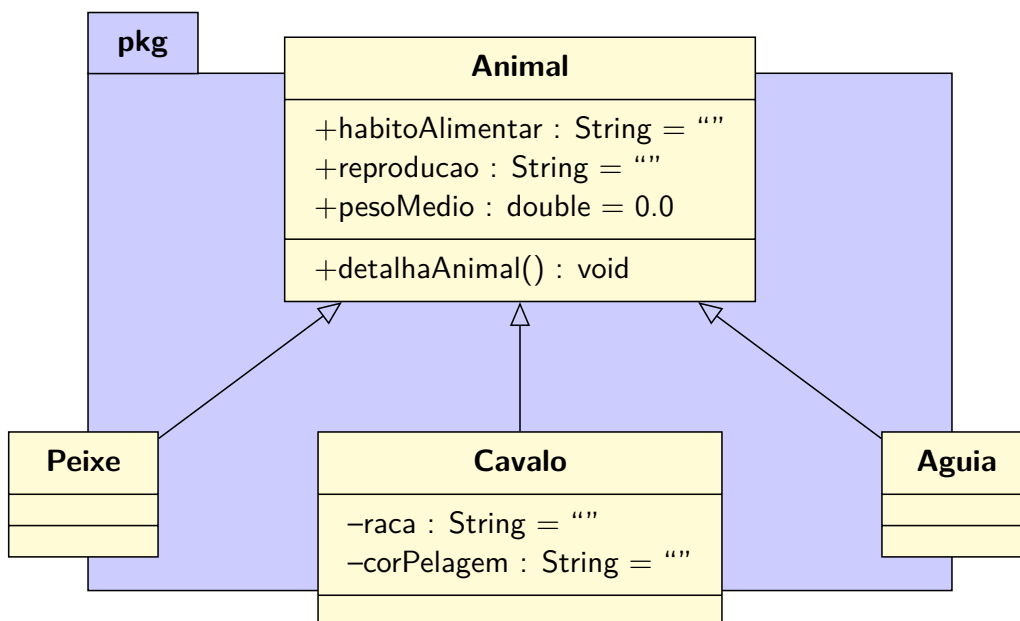 pkg
Animal
+habitoAlimentar : String = “”
+reproducao : String = “”
+pesoMedio : double = 0.0
+detalhaAnimal() : void
Peixe
Cavalo
–raca : String = “”
–corPelagem : String = “”
Aguia